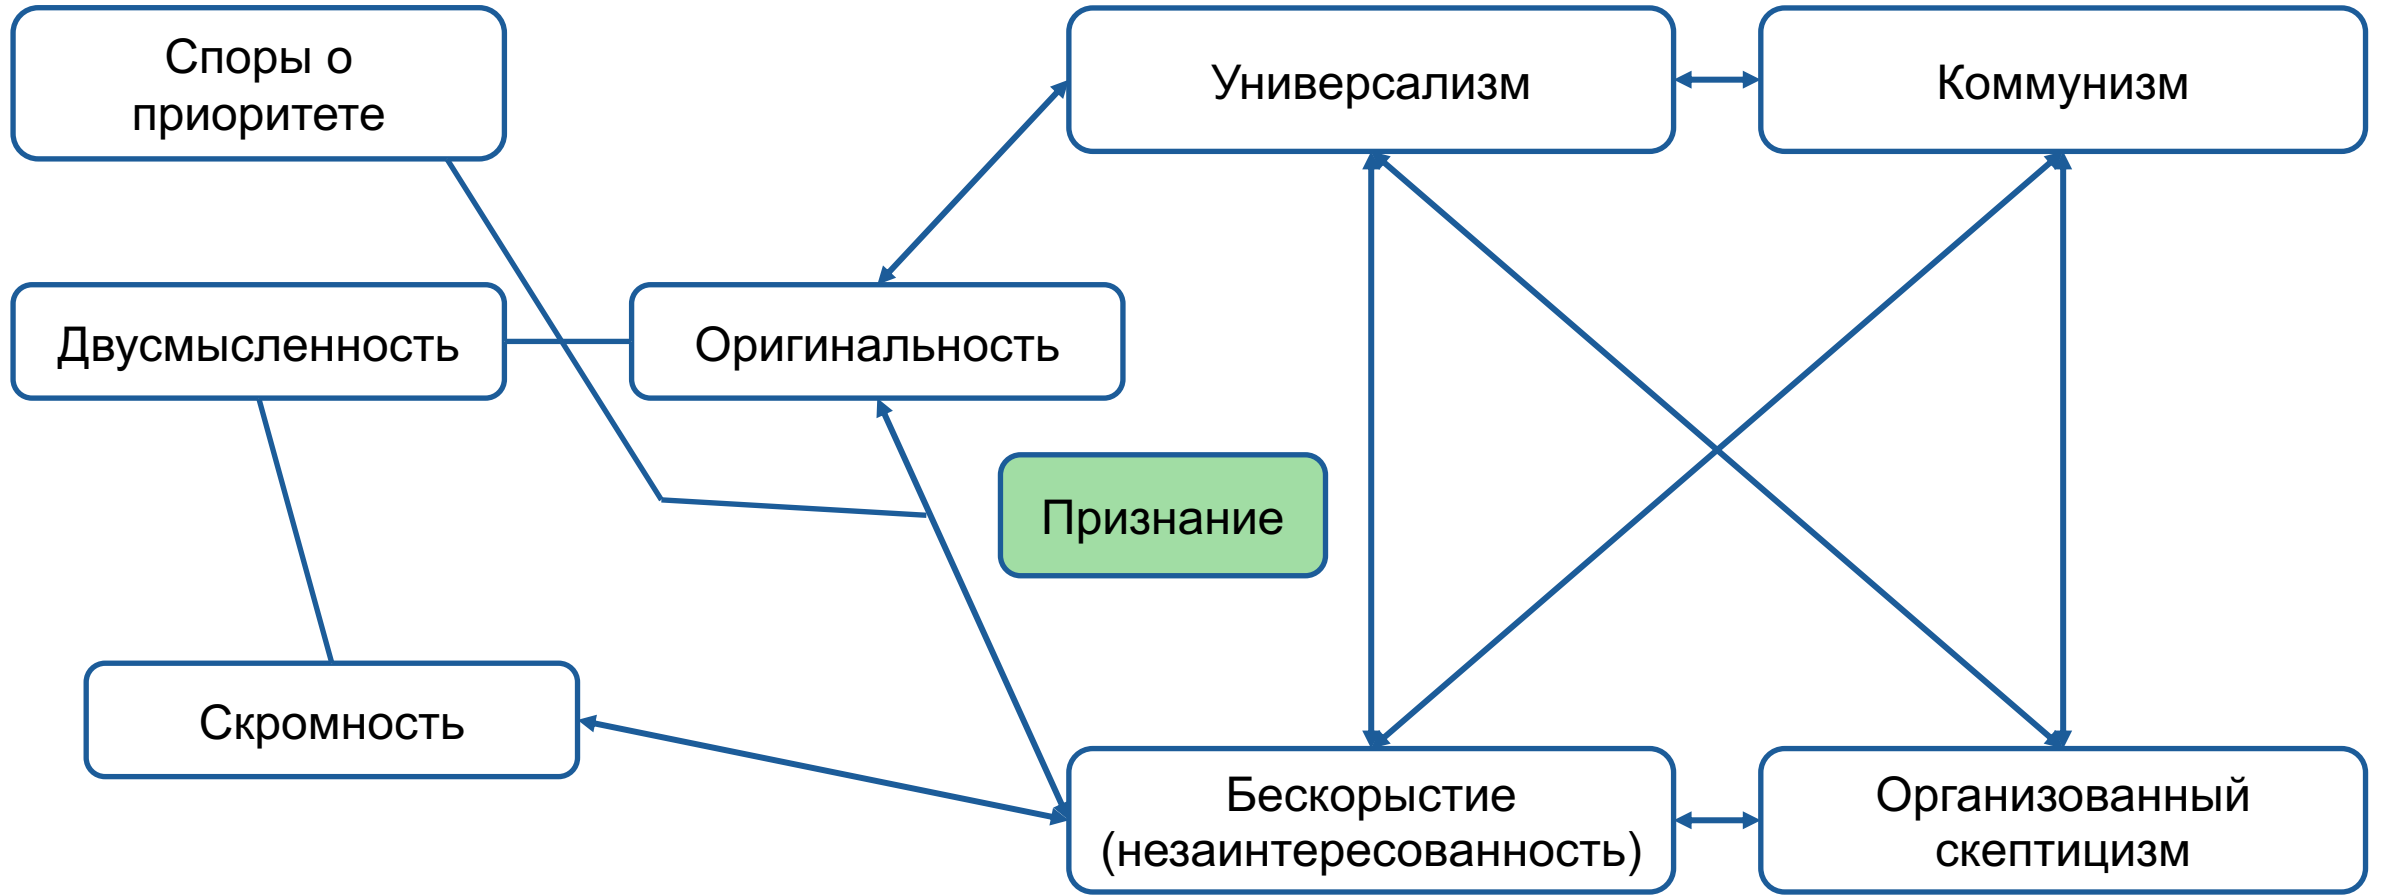 Споры о
приоритете
Универсализм
Коммунизм
Двусмысленность
Оригинальность
Признание
Скромность
Бескорыстие
(незаинтересованность)
Организованный
скептицизм